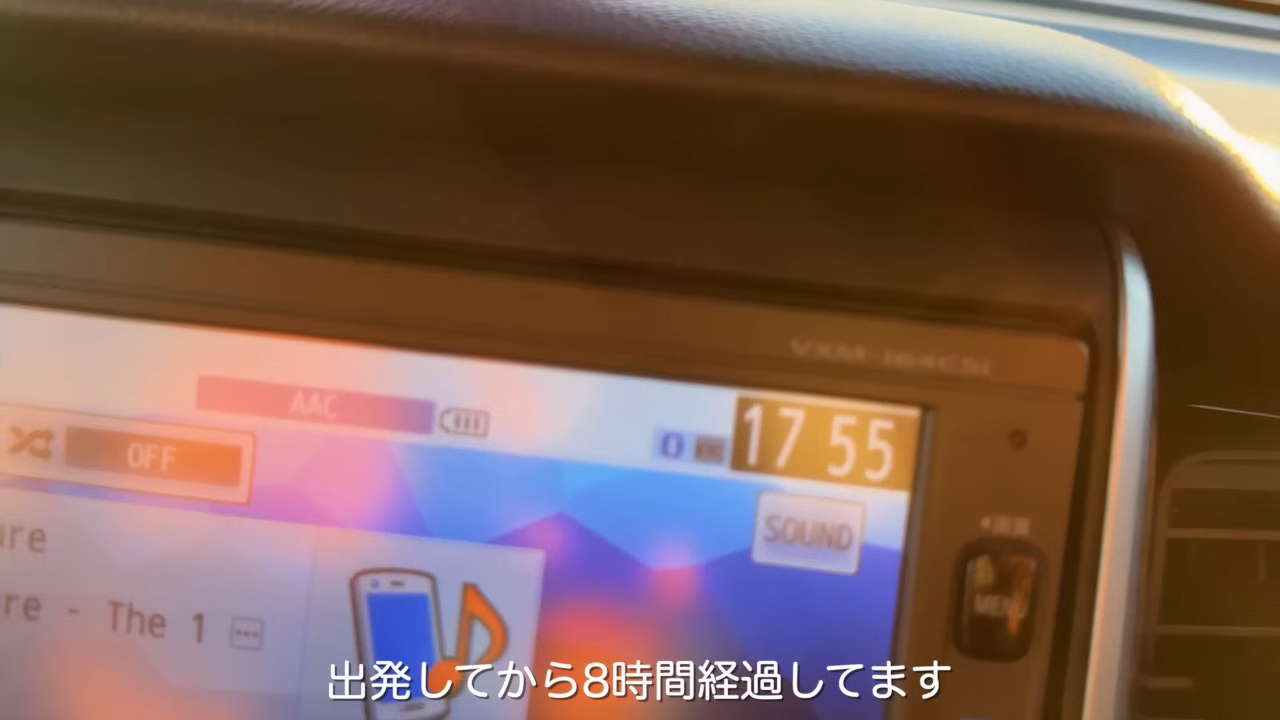 VXM-164CSi
AAC
17 55
OFF
SOUND
ure
re - The 1
MENU
出発してから8時間経過してます